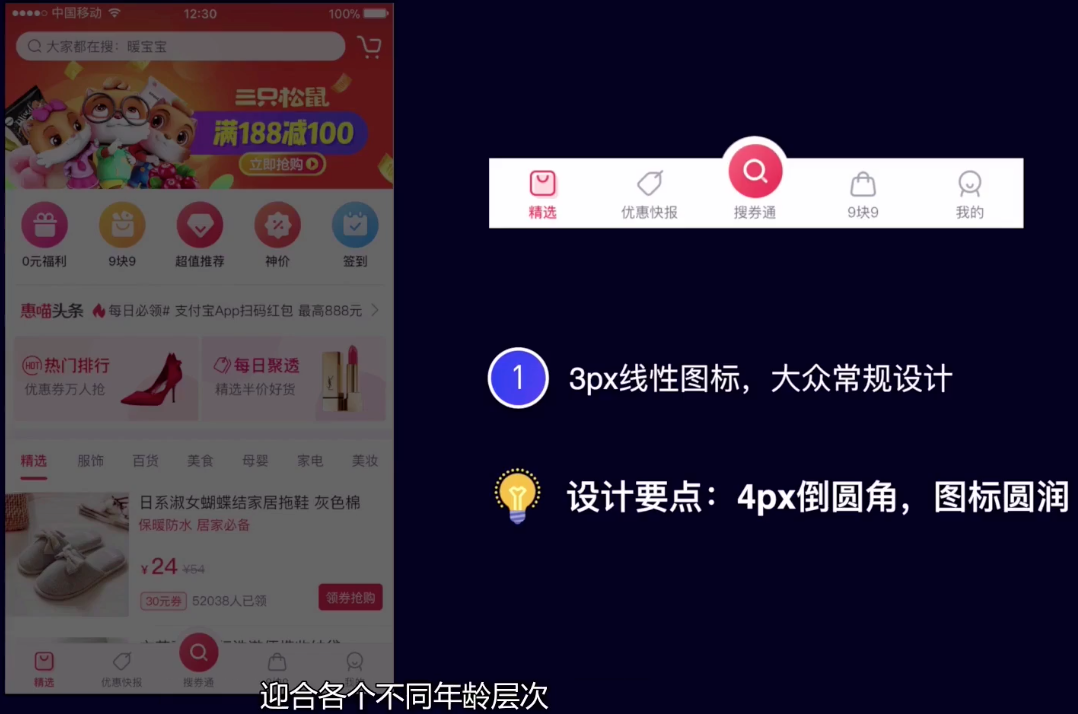 中国移动 12:30 100%
大家都在搜：暖宝宝
三只松鼠
满188减100
立即抢购
0元福利 9块9 超值推荐 神价 签到
惠喵头条 每日必领# 支付宝App扫码红包 最高888元
HOT 热门排行 每日聚透
优惠券万人抢 精选半价好货
精选 服饰 百货 美食 母婴 家电 美妆
日系淑女蝴蝶结家居拖鞋 灰色棉
保暖防水 居家必备
¥24 ¥54
30元券 52038人已领 领券抢购
精选 优惠快报 搜券通
精选 优惠快报 搜券通 9块9 我的
1 3px线性图标，大众常规设计
设计要点：4px倒圆角，图标圆润
迎合各个不同年龄层次